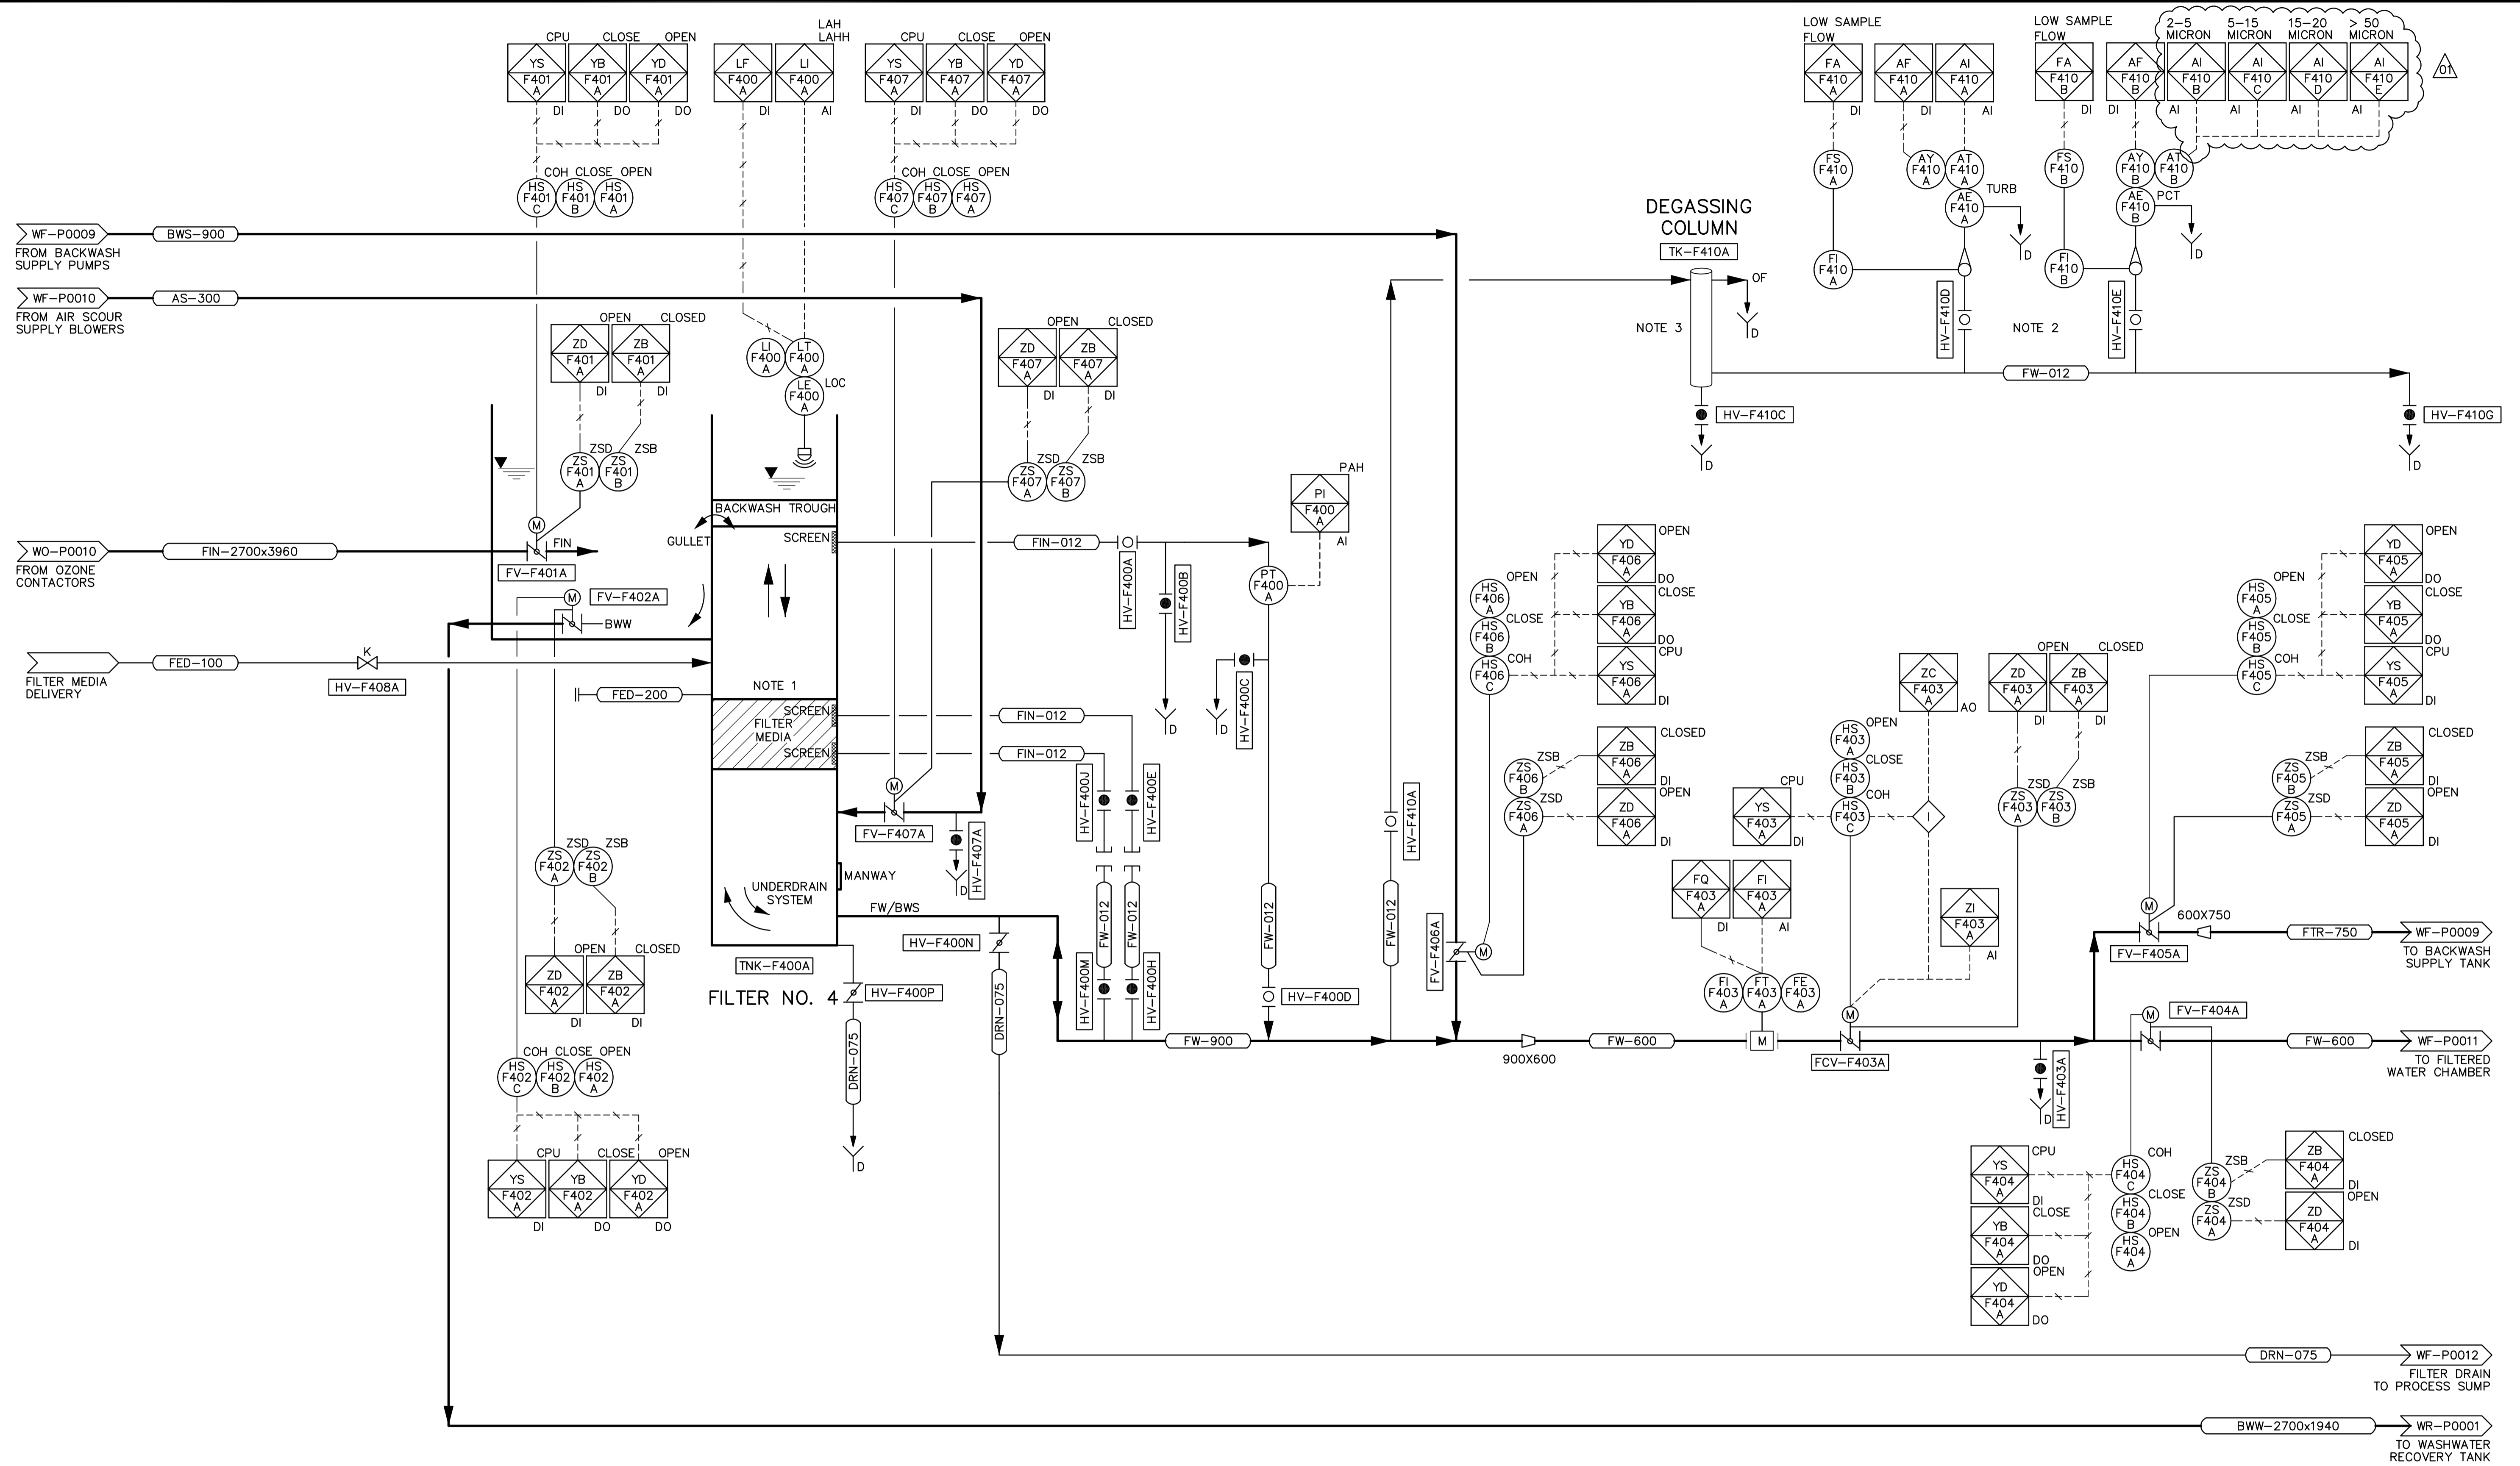 LAH
LAHH
CPU
CLOSE
OPEN
YS
F401
A
DI
YB
F401
A
DO
YD
F401
A
DO
LF
F400
A
DI
LI
F400
A
AI
CPU
CLOSE
OPEN
YS
F407
A
DI
YB
F407
A
DO
YD
F407
A
DO
COH CLOSE OPEN
HS
F401
C
HS
F401
B
HS
F401
A
COH CLOSE OPEN
HS
F407
C
HS
F407
B
HS
F407
A
LOW SAMPLE
FLOW
FA
F410
A
DI
AF
F410
A
DI
AI
F410
A
AI
LOW SAMPLE
FLOW
FA
F410
B
DI
AF
F410
B
DI
2-5
MICRON
AI
F410
B
AI
5-15
MICRON
AI
F410
C
AI
15-20
MICRON
AI
F410
D
AI
> 50
MICRON
AI
F410
E
AI
01
FS
F410
A
AY
F410
A
AT
F410
A
AE
F410
A
TURB
D
FI
F410
A
FS
F410
B
AY
F410
B
AT
F410
B
AE
F410
B
PCT
D
FI
F410
B
HV-F410D
NOTE 2
HV-F410E
DEGASSING
COLUMN
TK-F410A
OF
D
NOTE 3
FW-012
HV-F410C
D
HV-F410G
D
WF-P0009
BWS-900
FROM BACKWASH
SUPPLY PUMPS
WF-P0010
AS-300
FROM AIR SCOUR
SUPPLY BLOWERS
OPEN
CLOSED
ZD
F401
A
DI
ZB
F401
A
DI
ZSD
ZSB
ZS
F401
A
ZS
F401
B
LI
F400
A
LT
F400
A
LE
F400
A
LOC
OPEN
CLOSED
ZD
F407
A
DI
ZB
F407
A
DI
ZSD
ZSB
ZS
F407
A
ZS
F407
B
PAH
PI
F400
A
AI
PT
F400
A
BACKWASH TROUGH
GULLET
SCREEN
M
FIN
WO-P0010
FIN-2700x3960
FROM OZONE
CONTACTORS
FV-F401A
M
FV-F402A
BWW
FIN-012
HV-F400A
HV-F400B
D
HV-F400C
D
FED-100
K
HV-F408A
FILTER MEDIA
DELIVERY
FED-200
NOTE 1
SCREEN
FILTER
MEDIA
SCREEN
FIN-012
FIN-012
HV-F400J
HV-F400E
M
FV-F407A
HV-F407A
D
MANWAY
UNDERDRAIN
SYSTEM
FW/BWS
TNK-F400A
FILTER NO. 4
HV-F400P
DRN-075
D
HV-F400N
DRN-075
FW-012
FW-012
HV-F400M
HV-F400H
FW-012
HV-F400D
FW-900
HV-F410A
FW-012
FV-F406A
M
ZSD
ZSB
ZS
F402
A
ZS
F402
B
OPEN
CLOSED
ZD
F402
A
DI
ZB
F402
A
DI
COH CLOSE OPEN
HS
F402
C
HS
F402
B
HS
F402
A
CPU
CLOSE
OPEN
YS
F402
A
DI
YB
F402
A
DO
YD
F402
A
DO
OPEN
HS
F406
A
CLOSE
HS
F406
B
COH
HS
F406
C
OPEN
YD
F406
A
DO
CLOSE
YB
F406
A
DO
CPU
YS
F406
A
DI
ZSB
ZS
F406
B
ZSD
ZS
F406
A
CLOSED
ZB
F406
A
DI
OPEN
ZD
F406
A
DI
900X600
FW-600
CPU
YS
F403
A
DI
OPEN
HS
F403
A
CLOSE
HS
F403
B
COH
HS
F403
C
I
ZC
F403
A
AO
OPEN
CLOSED
ZD
F403
A
DI
ZB
F403
A
DI
ZSD
ZSB
ZS
F403
A
ZS
F403
B
FQ
F403
A
DI
FI
F403
A
AI
FI
F403
A
FT
F403
A
FE
F403
A
M
ZI
F403
A
AI
M
FCV-F403A
HV-F403A
D
OPEN
HS
F405
A
CLOSE
HS
F405
B
COH
HS
F405
C
OPEN
YD
F405
A
DO
CLOSE
YB
F405
A
DO
CPU
YS
F405
A
DI
ZSB
ZS
F405
B
ZSD
ZS
F405
A
CLOSED
ZB
F405
A
DI
OPEN
ZD
F405
A
DI
M
600X750
FV-F405A
FTR-750
WF-P0009
TO BACKWASH
SUPPLY TANK
M
FV-F404A
FW-600
WF-P0011
TO FILTERED
WATER CHAMBER
CPU
YS
F404
A
DI
CLOSE
YB
F404
A
DO
OPEN
YD
F404
A
DO
COH
HS
F404
C
CLOSE
HS
F404
B
OPEN
HS
F404
A
ZSB
ZS
F404
B
ZSD
ZS
F404
A
CLOSED
ZB
F404
A
DI
OPEN
ZD
F404
A
DI
DRN-075
WF-P0012
FILTER DRAIN
TO PROCESS SUMP
BWW-2700x1940
WR-P0001
TO WASHWATER
RECOVERY TANK